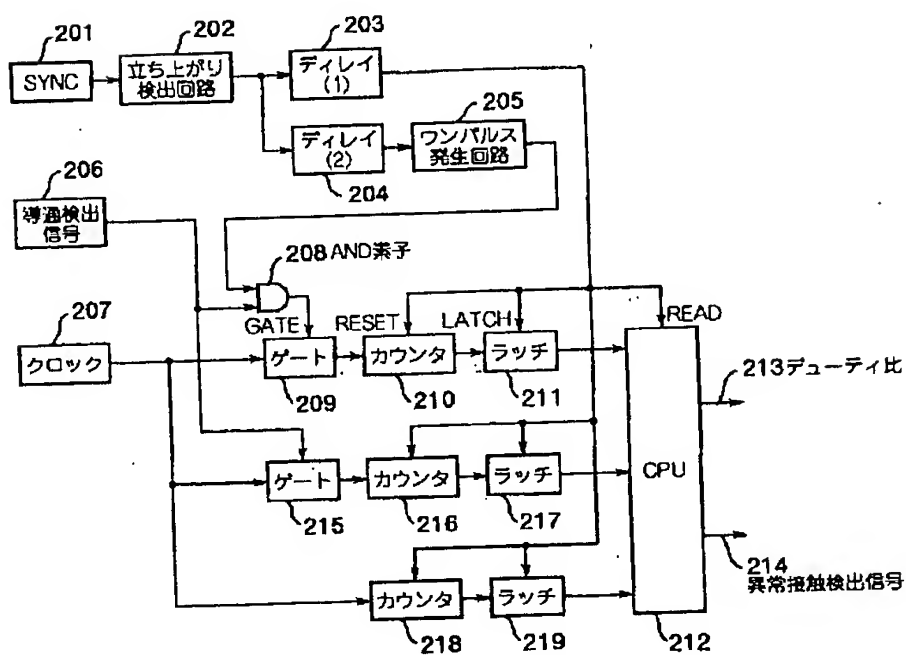 201
202
203
SYNC
立ち上がり
検出回路
ディレイ
(1)
205
ディレイ
(2)
ワンパルス
発生回路
204
206
導通検出
信号
208 AND素子
207
GATE
RESET
LATCH
READ
クロック
ゲート
カウンタ
ラッチ
209
210
211
213デューティ比
CPU
ゲート
カウンタ
ラッチ
215
216
217
214
異常接触検出信号
カウンタ
ラッチ
218
219
212